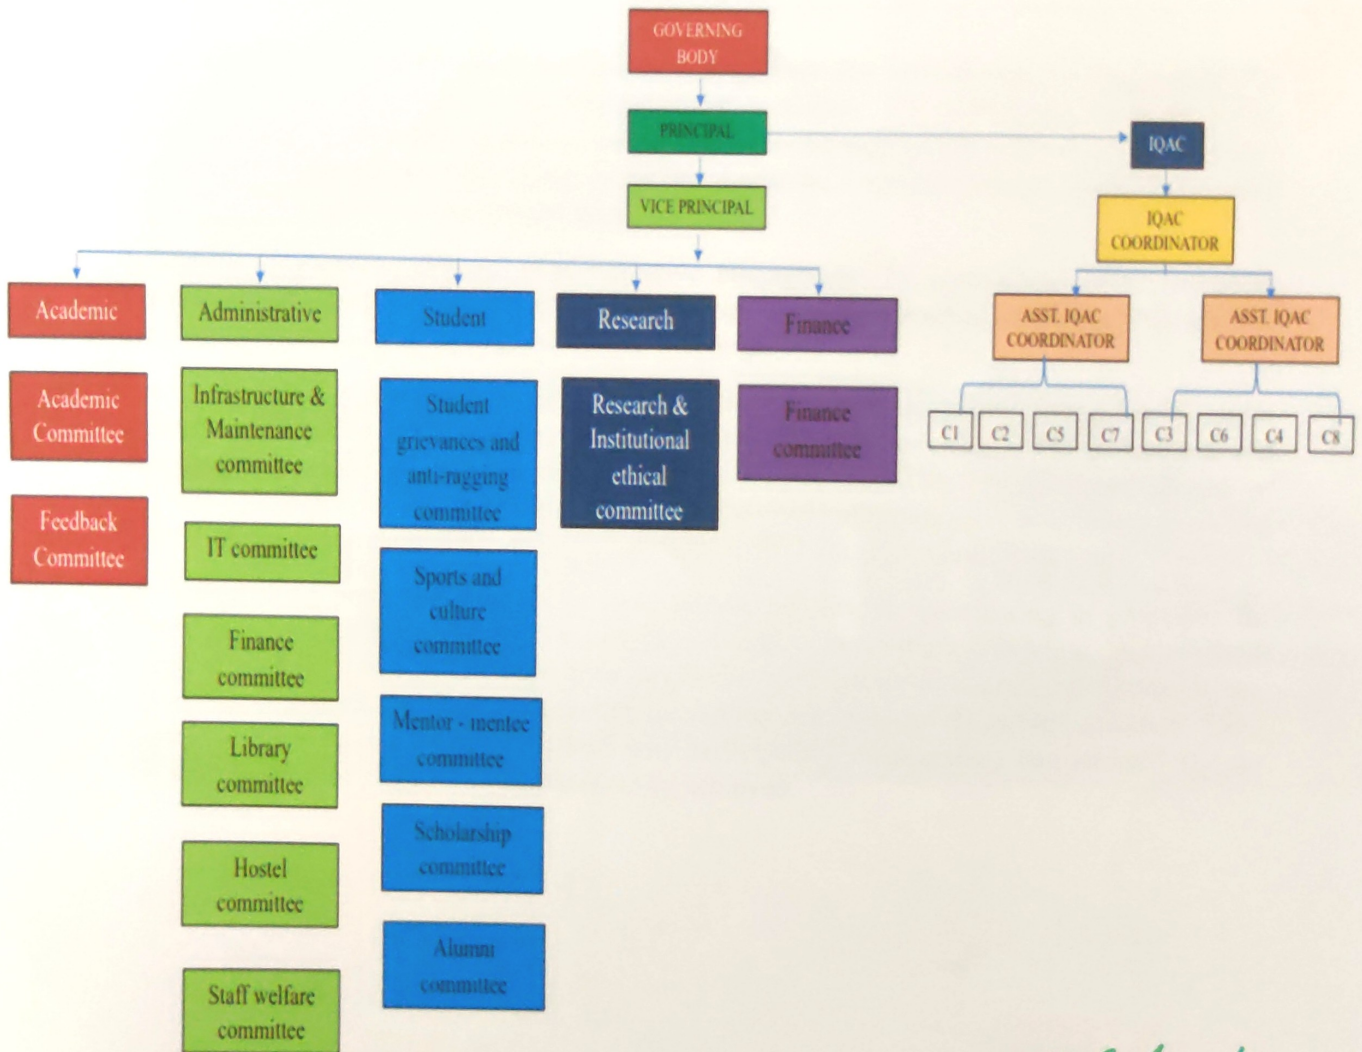 GOVERNING
BODY
PRINCIPAL
IQAC
VICE PRINCIPAL
IQAC
COORDINATOR
Academic
Administrative
Student
Research
Finance
ASST. IQAC
COORDINATOR
ASST. IQAC
COORDINATOR
Academic
Committee
Feedback
Committee
Infrastructure &
Maintenance
committee
IT committee
Finance
committee
Library
committee
Hostel
committee
Staff welfare
committee
Student
grievances and
anti-ragging
committee
Sports and
culture
committee
Mentor - mentee
committee
Scholarship
committee
Alumni
committee
Research &
Institutional
ethical
committee
Finance
committee
C1 C2 C5 C7 C3 C6 C4 C8